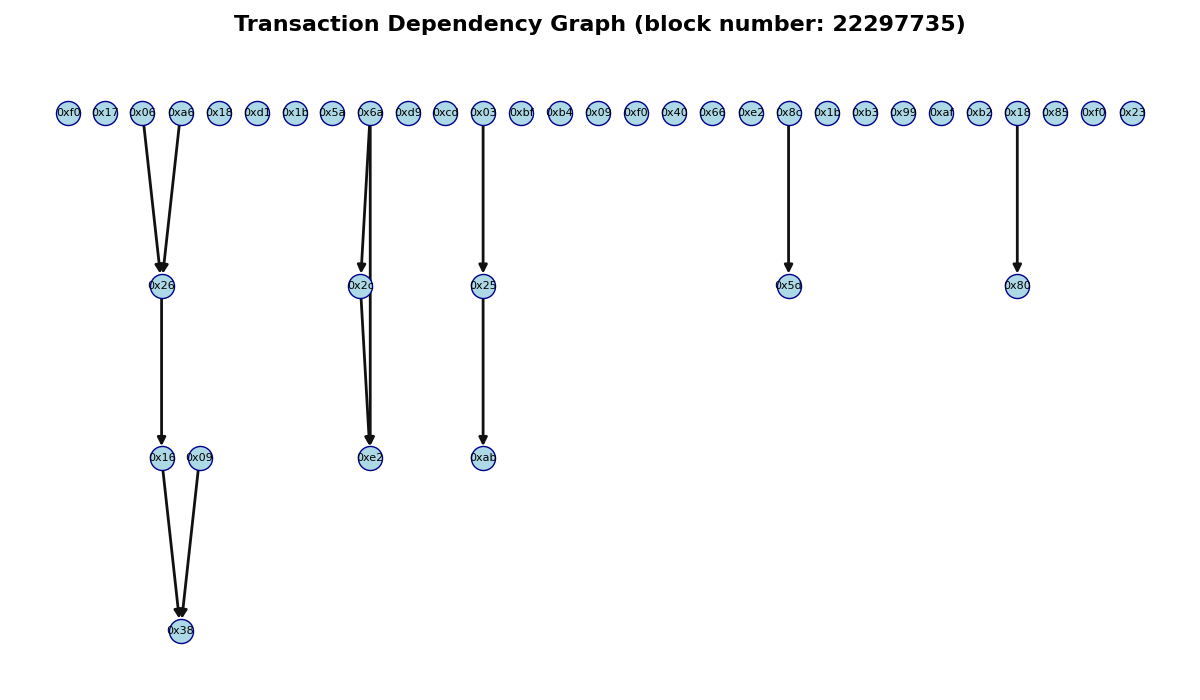 Transaction Dependency Graph (block number: 22297735)
0xf0 0x17 0x06 0xa6 0x18 0xd1 0x1b 0x5a 0x6a 0xd9 0xcd 0x03 0xbf 0xb4 0x09 0xf0 0x40 0x66 0xe2 0x8c 0x1b 0xb3 0x99 0xaf 0xb2 0x18 0x85 0xf0 0x23
0x26 0x2c 0x25 0x5d 0x80
0x16 0x09 0xe2 0xab
0x38